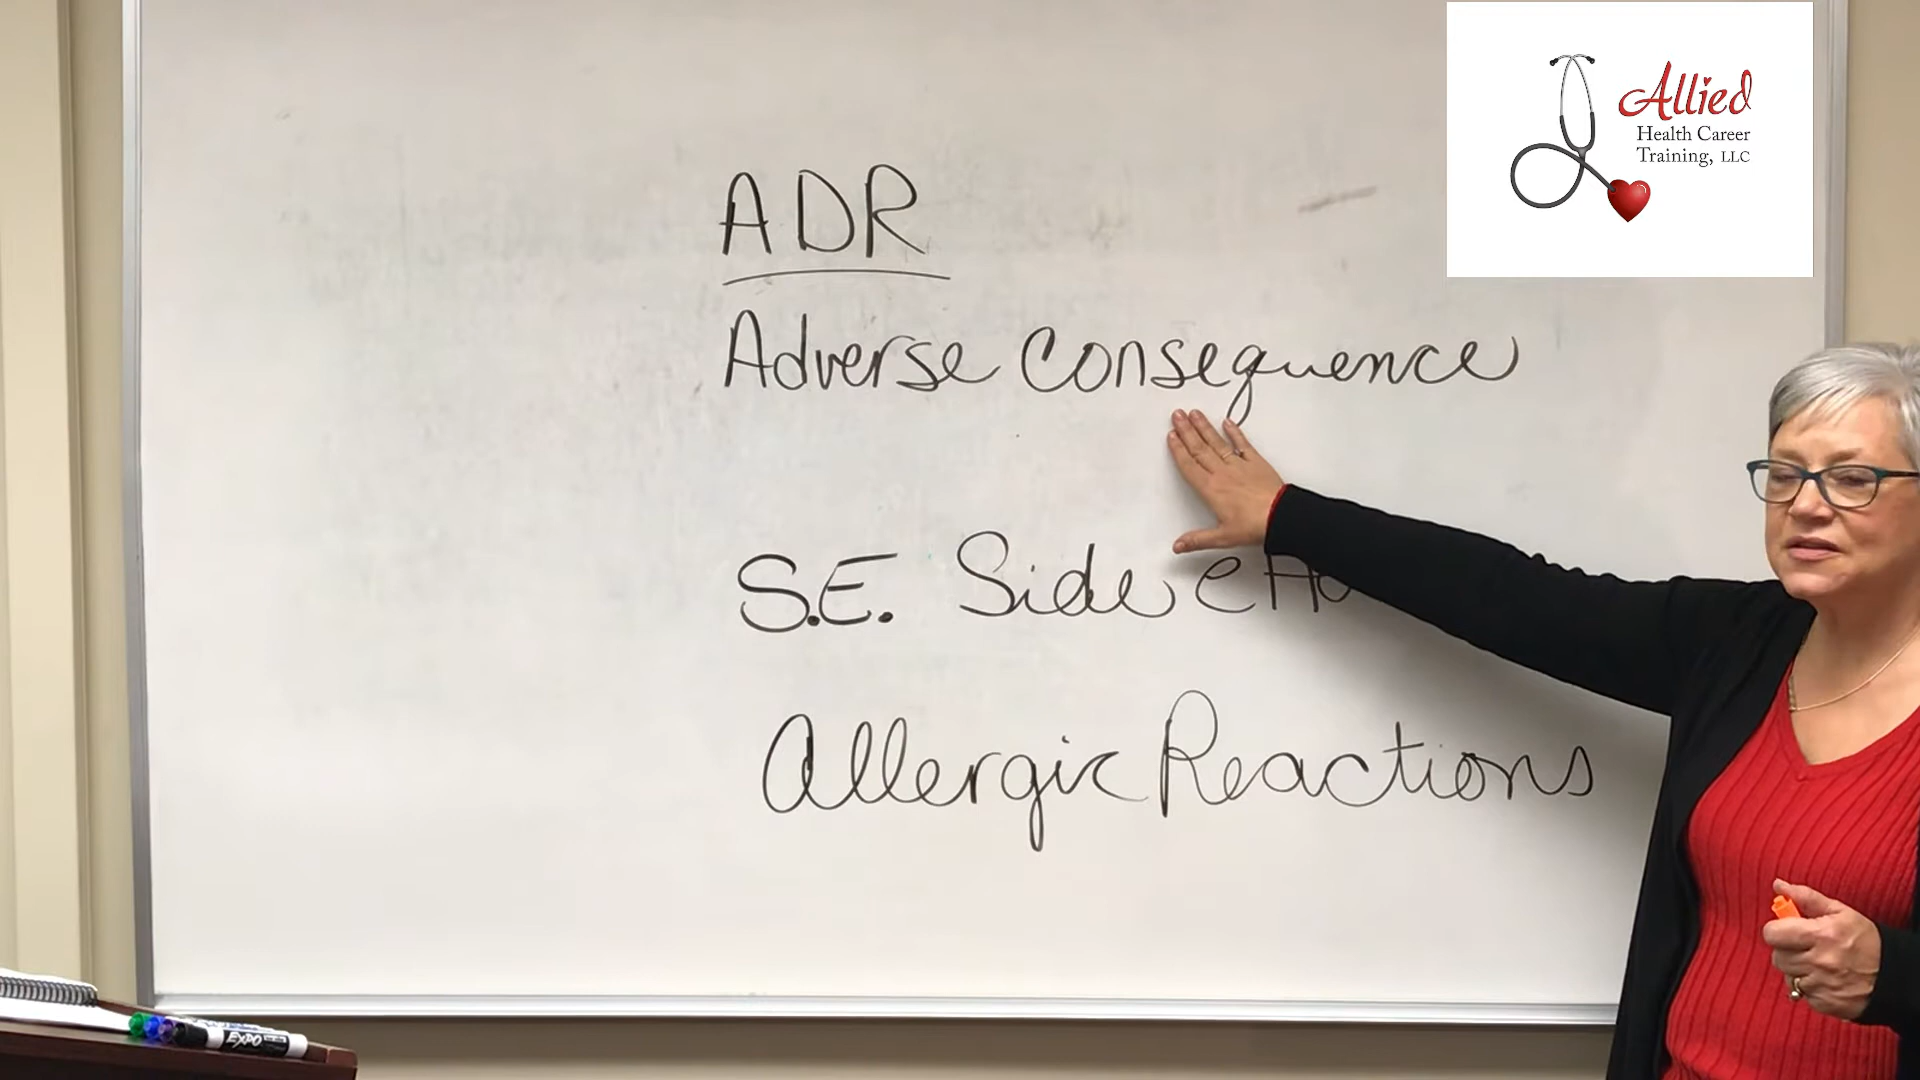 ADR
Adverse Consequence
S.E. Side
Allergic Reactions
Allied
Health Career
Training, LLC
EXPO